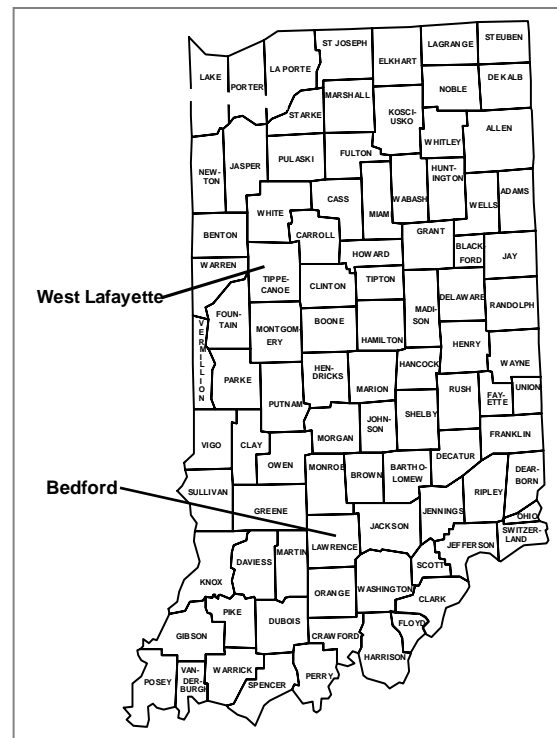 STEUBEN
ST JOSEPH
LAGRANGE
ELKHART
LA PORTE
LAKE
PORTER
DE KALB
NOBLE
MARSHALL
KOSCI-
USKO
STARKE
ALLEN
WHITLEY
FULTON
PULASKI
JASPER
NEW-
TON
HUNT-
INGTON
WABASH
ADAMS
WELLS
CASS
MIAM
WHITE
CARROLL
GRANT
BENTON
HOWARD
BLACK
FORD
JAY
WARREN
TIPPE-
CANOE
CLINTON
TIPTON
West Lafayette
MADI-
SON
DELAWARE
RANDOLPH
FOUN-
TAIN
BOONE
MONTGOM-
ERY
HAMILTON
VERMILLION
HENRY
WAYNE
HANCOCK
HEN-
DRICKS
PARKE
MARION
RUSH
FAY-
ETTE
UNION
PUTNAM
SHELBY
JOHN-
SON
MORGAN
FRANKLIN
VIGO
CLAY
OWEN
DECATUR
MONROE
BROWN
BARTHO-
LOMEW
DEAR-
BORN
RIPLEY
Bedford
SULLIVAN
GREENE
JENNINGS
OHIO
JACKSON
SWITZER-
LAND
JEFFERSON
LAWRENCE
MARTIN
DAVIESS
SCOTT
KNOX
ORANGE
WASHINGTON
CLARK
PIKE
DUBOIS
FLOYD
GIBSON
CRAWFORD
HARRISON
WARRICK
VAN-
DER-
BURGH
POSEY
PERRY
SPENCER